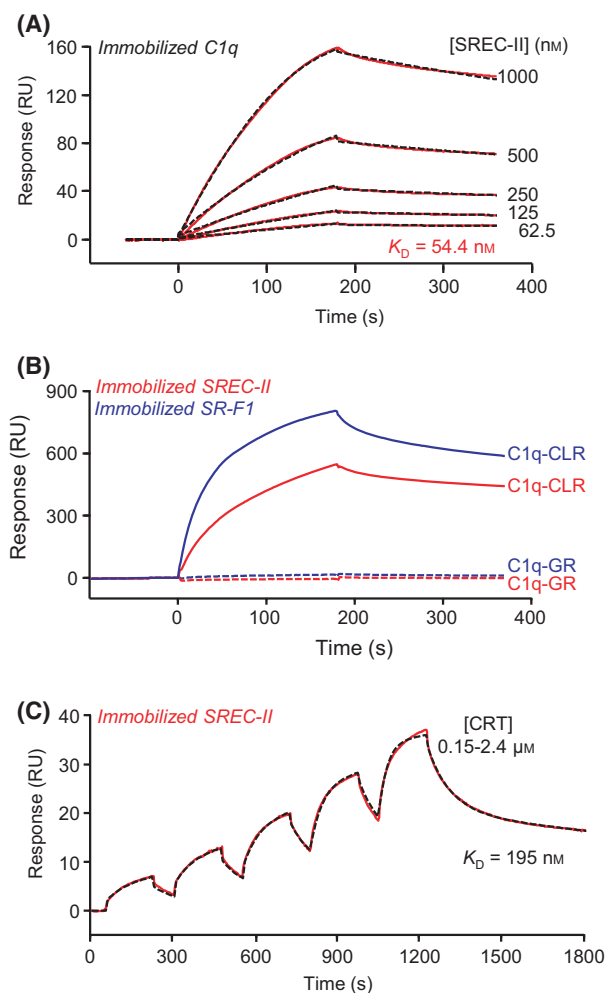 (A)
Immobilized C1q
[SREC-II] (nM)
Response (RU)
160
120
80
40
0
1000
500
250
125
62.5
KD = 54.4 nM
0 100 200 300 400
Time (s)
(B)
Immobilized SREC-II
Immobilized SR-F1
Response (RU)
900
600
300
0
C1q-CLR
C1q-CLR
C1q-GR
C1q-GR
0 100 200 300 400
Time (s)
(C)
Immobilized SREC-II
Response (RU)
40
30
20
10
0
[CRT]
0.15-2.4 μM
KD = 195 nM
0 300 600 900 1200 1500 1800
Time (s)